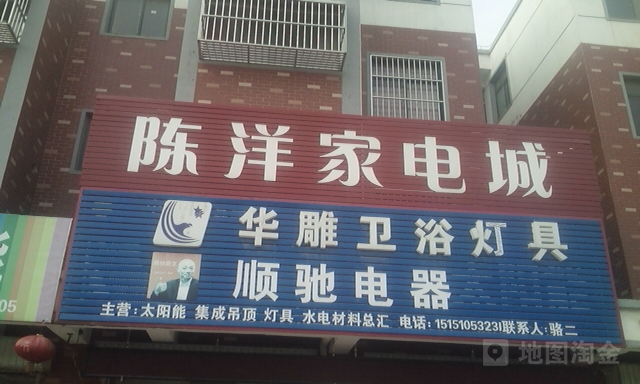 陈洋家电城
华雕卫浴灯具
顺驰电器
主营:太阳能 集成吊顶 灯具 水电材料总汇 电话:15151053231联系人:骆二
05
地图淘金